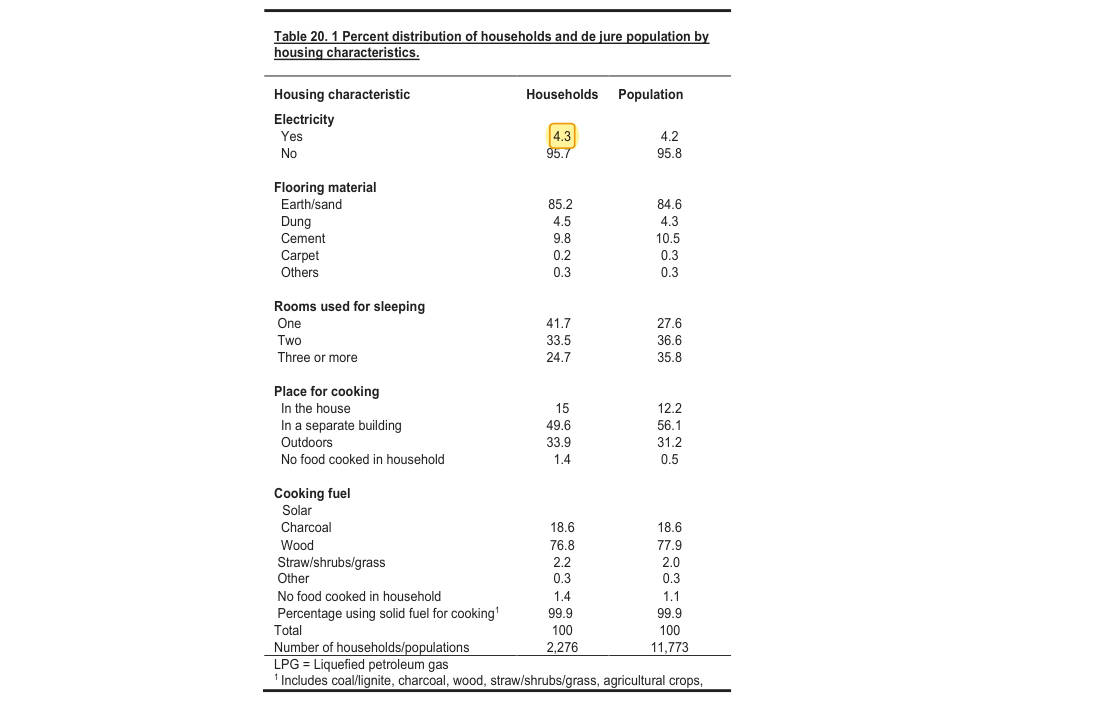 Table 20. 1 Percent distribution of households and de jure population by
housing characteristics.
Housing characteristic Households Population
Electricity
Yes 4.3 4.2
No 95.7 95.8
Flooring material
Earth/sand 85.2 84.6
Dung 4.5 4.3
Cement 9.8 10.5
Carpet 0.2 0.3
Others 0.3 0.3
Rooms used for sleeping
One 41.7 27.6
Two 33.5 36.6
Three or more 24.7 35.8
Place for cooking
In the house 15 12.2
In a separate building 49.6 56.1
Outdoors 33.9 31.2
No food cooked in household 1.4 0.5
Cooking fuel
Solar
Charcoal 18.6 18.6
Wood 76.8 77.9
Straw/shrubs/grass 2.2 2.0
Other 0.3 0.3
No food cooked in household 1.4 1.1
Percentage using solid fuel for cooking¹ 99.9 99.9
Total 100 100
Number of households/populations 2,276 11,773
LPG = Liquefied petroleum gas
¹ Includes coal/lignite, charcoal, wood, straw/shrubs/grass, agricultural crops,